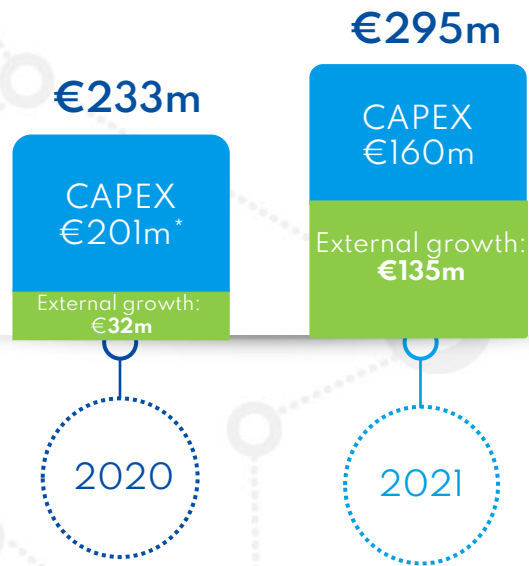 €233m
CAPEX
€201m*
External growth:
€32m
2020
€295m
CAPEX
€160m
External growth:
€135m
2021